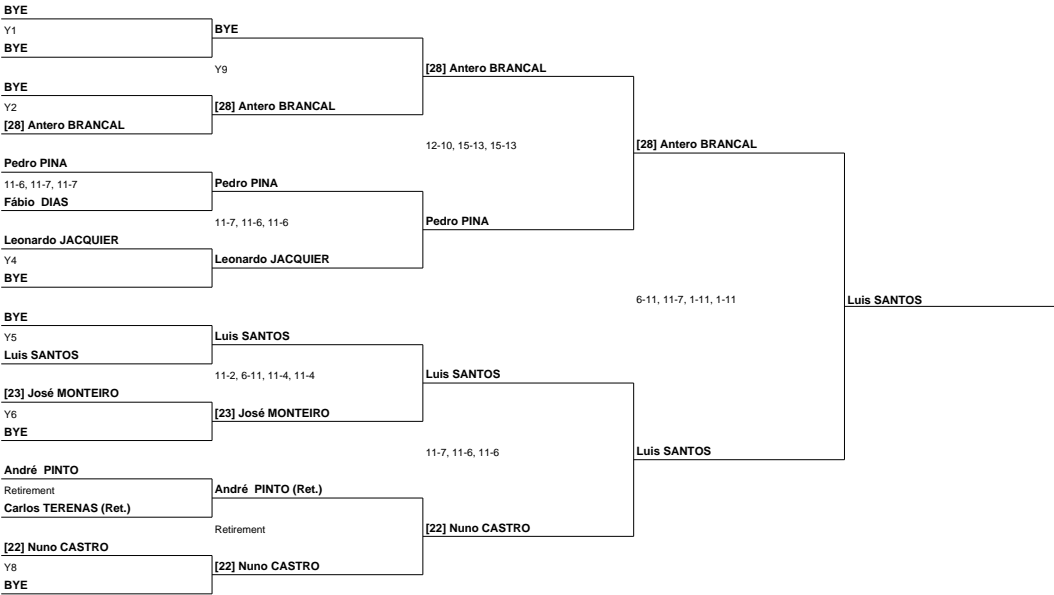 BYE
Y1
BYE
BYE
Y2
[28] Antero BRANCAL
Pedro PINA
11-6, 11-7, 11-7
Fábio  DIAS
Leonardo JACQUIER
Y4
BYE
BYE
Y5
Luis SANTOS
[23] José MONTEIRO
Y6
BYE
André  PINTO
Retirement
Carlos TERENAS (Ret.)
[22] Nuno CASTRO
Y8
BYE
BYE
Y9
[28] Antero BRANCAL
Pedro PINA
11-7, 11-6, 11-6
Leonardo JACQUIER
Luis SANTOS
11-2, 6-11, 11-4, 11-4
[23] José MONTEIRO
André  PINTO (Ret.)
Retirement
[22] Nuno CASTRO
[28] Antero BRANCAL
12-10, 15-13, 15-13
Pedro PINA
Luis SANTOS
11-7, 11-6, 11-6
[22] Nuno CASTRO
[28] Antero BRANCAL
6-11, 11-7, 1-11, 1-11
Luis SANTOS
Luis SANTOS